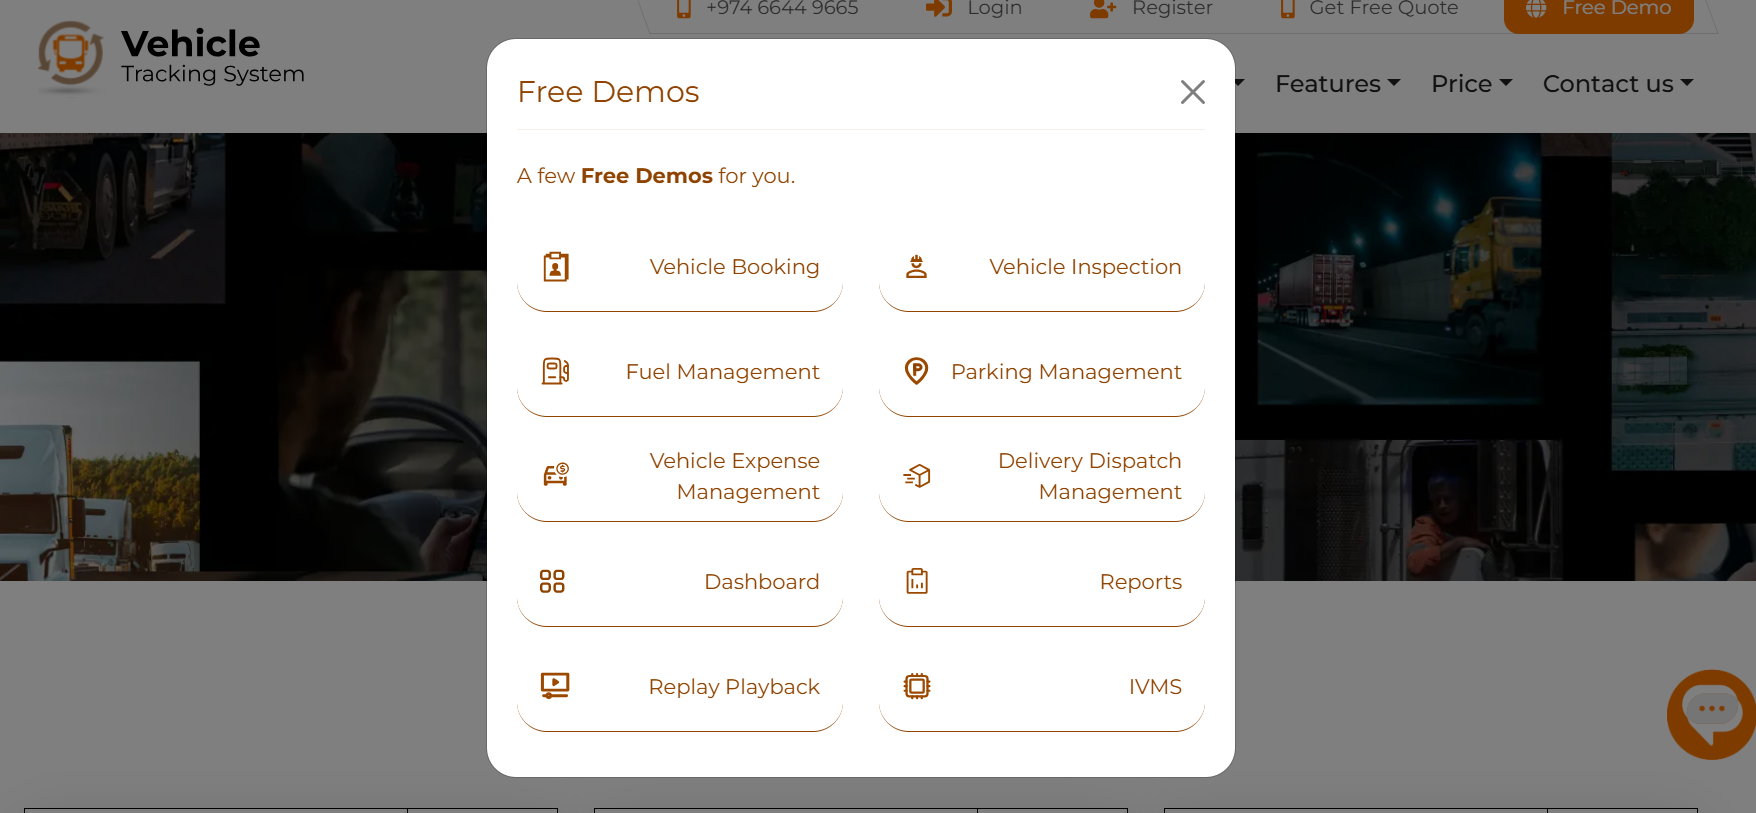 +974 6644 9665
Login
Register
Get Free Quote
Free Demo
Vehicle
Tracking System
Features
Price
Contact us
Free Demos
A few Free Demos for you.
Vehicle Booking
Vehicle Inspection
Fuel Management
Parking Management
Vehicle Expense
Management
Delivery Dispatch
Management
Dashboard
Reports
Replay Playback
IVMS